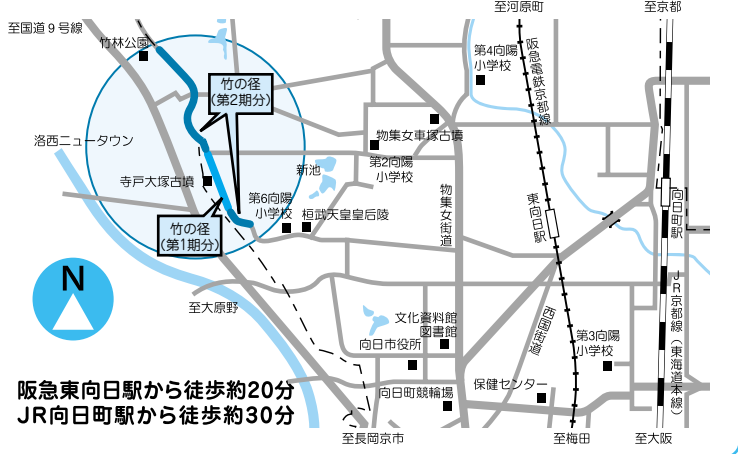 至河原町
至京都
至国道9号線
竹林公園
阪急電鉄京都線
第4向陽
小学校
竹の径
(第2期分)
物集女車塚古墳
洛西ニュータウン
新池
第2向陽
小学校
寺戸大塚古墳
第6向陽
小学校
桓武天皇皇后陵
物集女街道
東向日駅
向日町駅
竹の径
(第1期分)
N
至大原野
文化資料館
図書館
向日市役所
西国街道
第3向陽
小学校
JR京都線(東海道本線)
阪急東向日駅から徒歩約20分
JR向日町駅から徒歩約30分
向日町競輪場
保健センター
至長岡京市
至梅田
至大阪